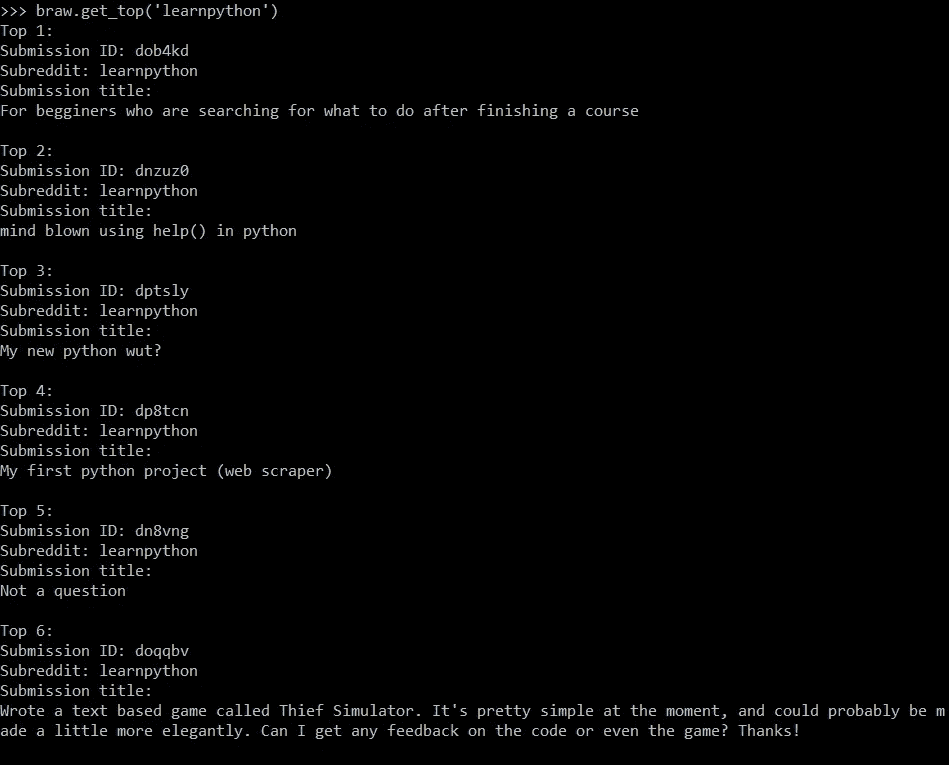 >>> braw.get_top('learnpython')
Top 1:
Submission ID: dob4kd
Subreddit: learnpython
Submission title:
For begginers who are searching for what to do after finishing a course
Top 2:
Submission ID: dnzuz0
Subreddit: learnpython
Submission title:
mind blown using help() in python
Top 3:
Submission ID: dptsly
Subreddit: learnpython
Submission title:
My new python wut?
Top 4:
Submission ID: dp8tcn
Subreddit: learnpython
Submission title:
My first python project (web scraper)
Top 5:
Submission ID: dn8vng
Subreddit: learnpython
Submission title:
Not a question
Top 6:
Submission ID: doqqbv
Subreddit: learnpython
Submission title:
Wrote a text based game called Thief Simulator. It's pretty simple at the moment, and could probably be m
ade a little more elegantly. Can I get any feedback on the code or even the game? Thanks!